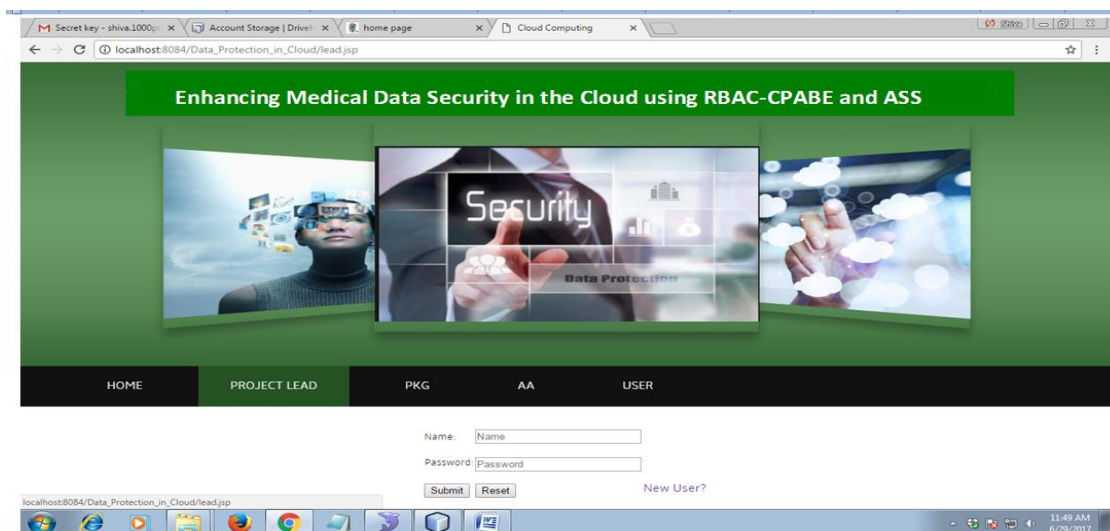 Secret key - shiva.1000p
Account Storage | DriveH
home page
Cloud Computing
localhost:8084/Data_Protection_in_Cloud/lead.jsp
Enhancing Medical Data Security in the Cloud using RBAC-CPABE and ASS
Security
Data Protection
HOME PROJECT LEAD PKG AA USER
Name: Name
Password: Password
Submit Reset New User?
localhost:8084/Data_Protection_in_Cloud/lead.jsp
11:49 AM
6/29/2017